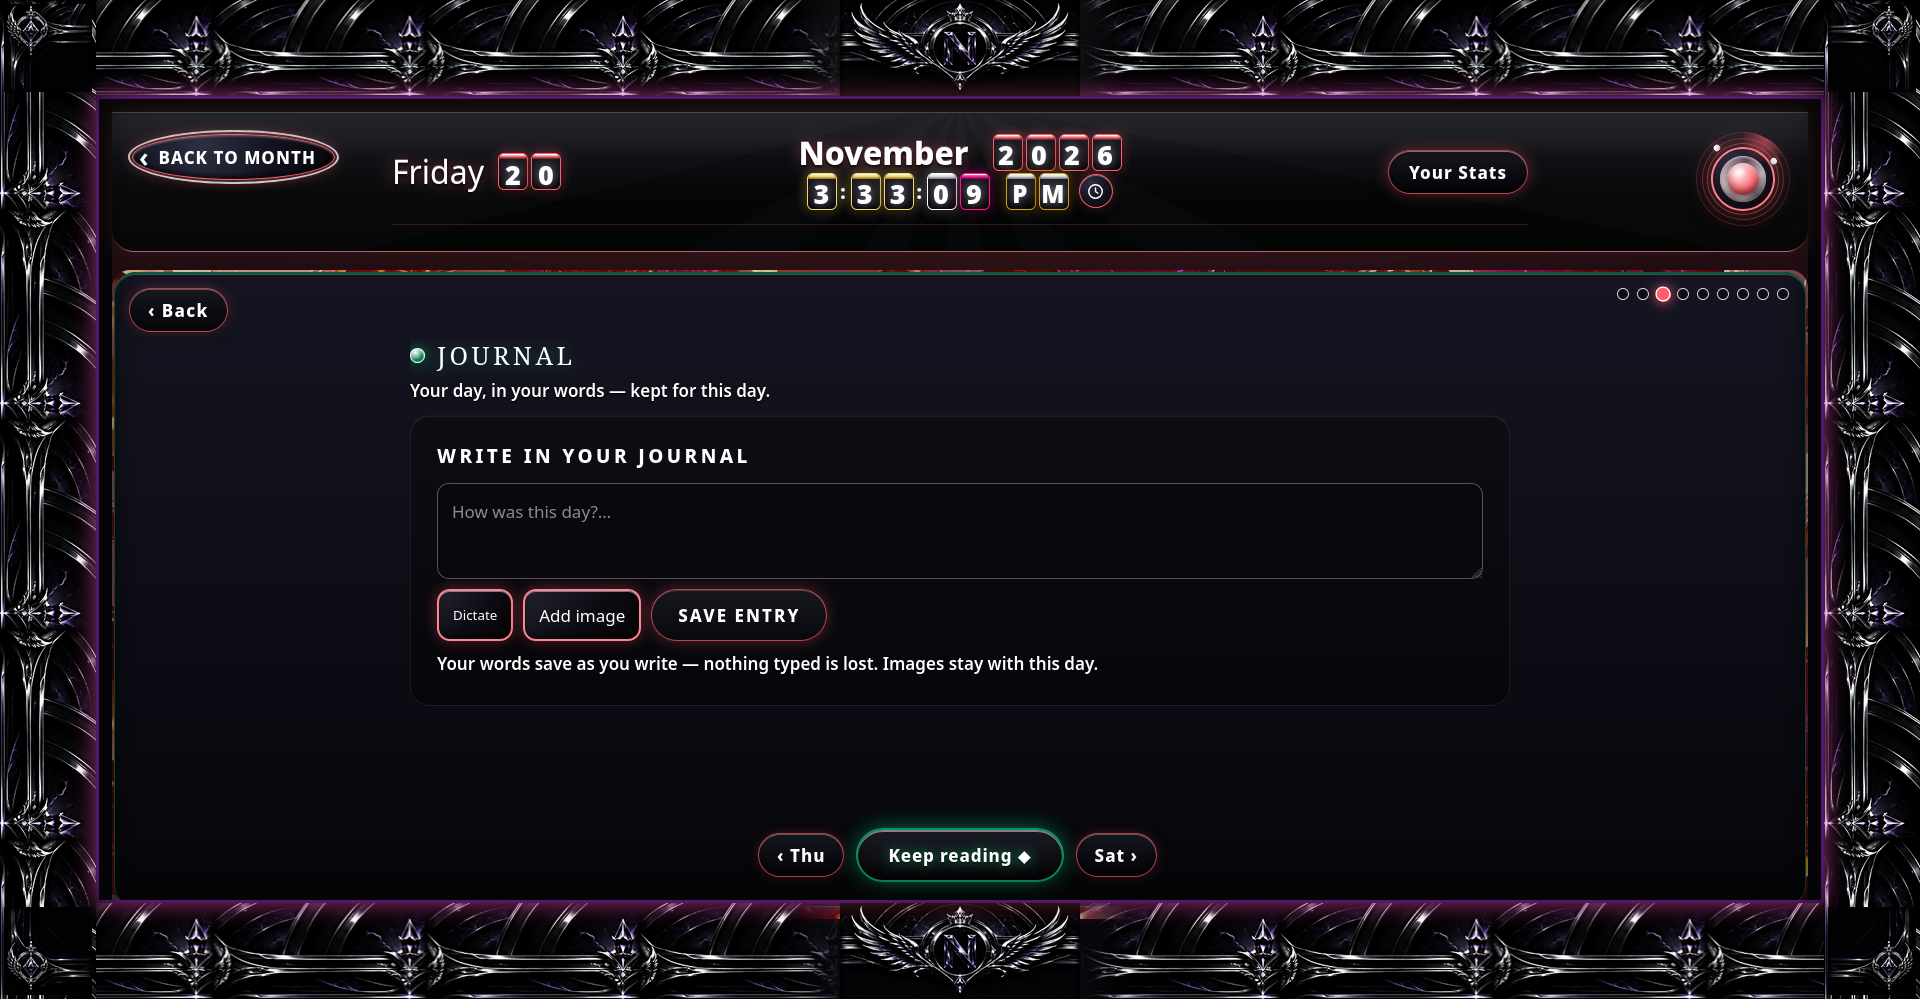 N
‹ BACK TO MONTH
Friday 20
November 2026
3:33:09 PM
Your Stats
‹ Back
JOURNAL
Your day, in your words — kept for this day.
WRITE IN YOUR JOURNAL
How was this day?...
Dictate
Add image
SAVE ENTRY
Your words save as you write — nothing typed is lost. Images stay with this day.
‹ Thu
Keep reading ◆
Sat ›
N